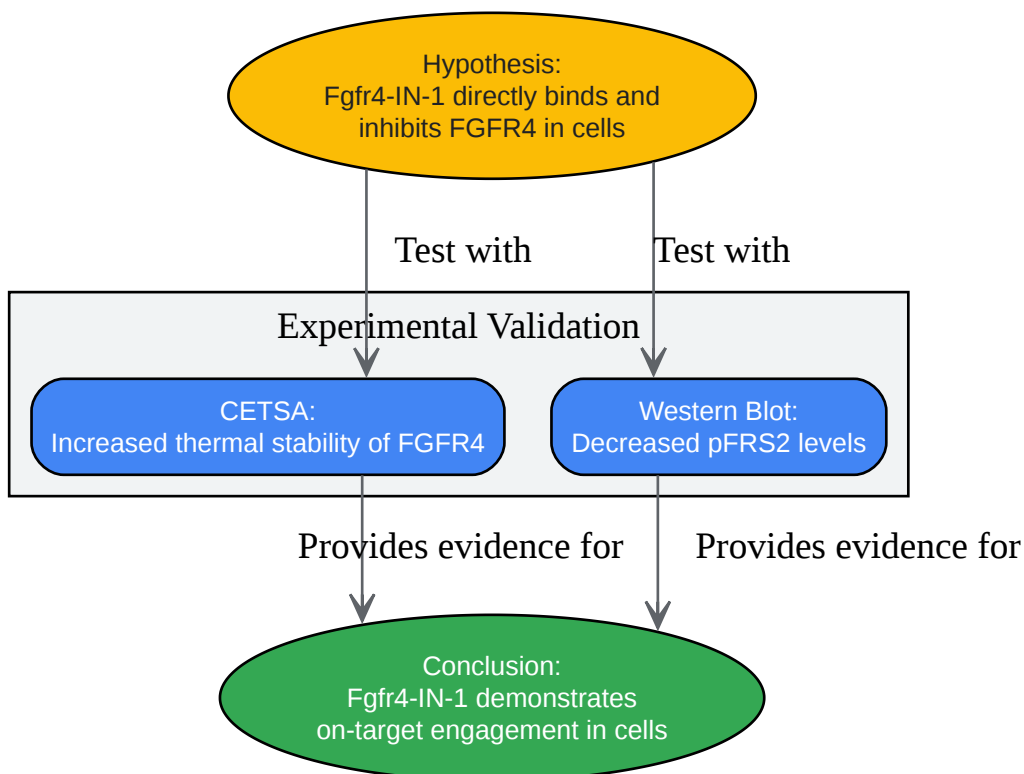 Hypothesis:
Fgfr4-IN-1 directly binds and
inhibits FGFR4 in cells
Test with
Test with
Experimental Validation
CETSA:
Increased thermal stability of FGFR4
Western Blot:
Decreased pFRS2 levels
Provides evidence for
Provides evidence for
Conclusion:
Fgfr4-IN-1 demonstrates
on-target engagement in cells